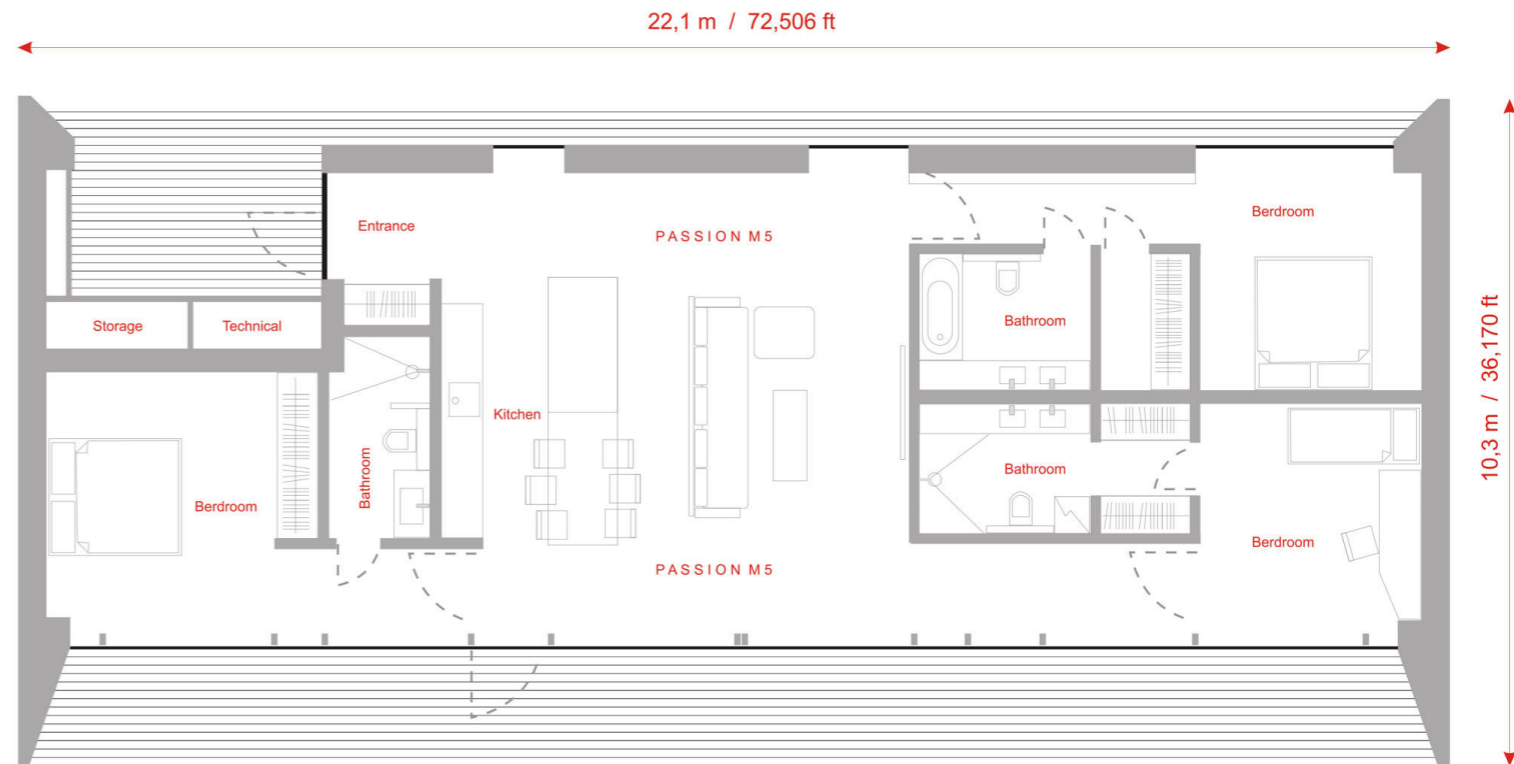 22,1 m / 72,506 ft
Entrance
PASSION M5
Berdroom
Storage
Technical
Bathroom
10,3 m / 36,170 ft
Kitchen
Bathroom
Bathroom
Berdroom
Berdroom
PASSION M5